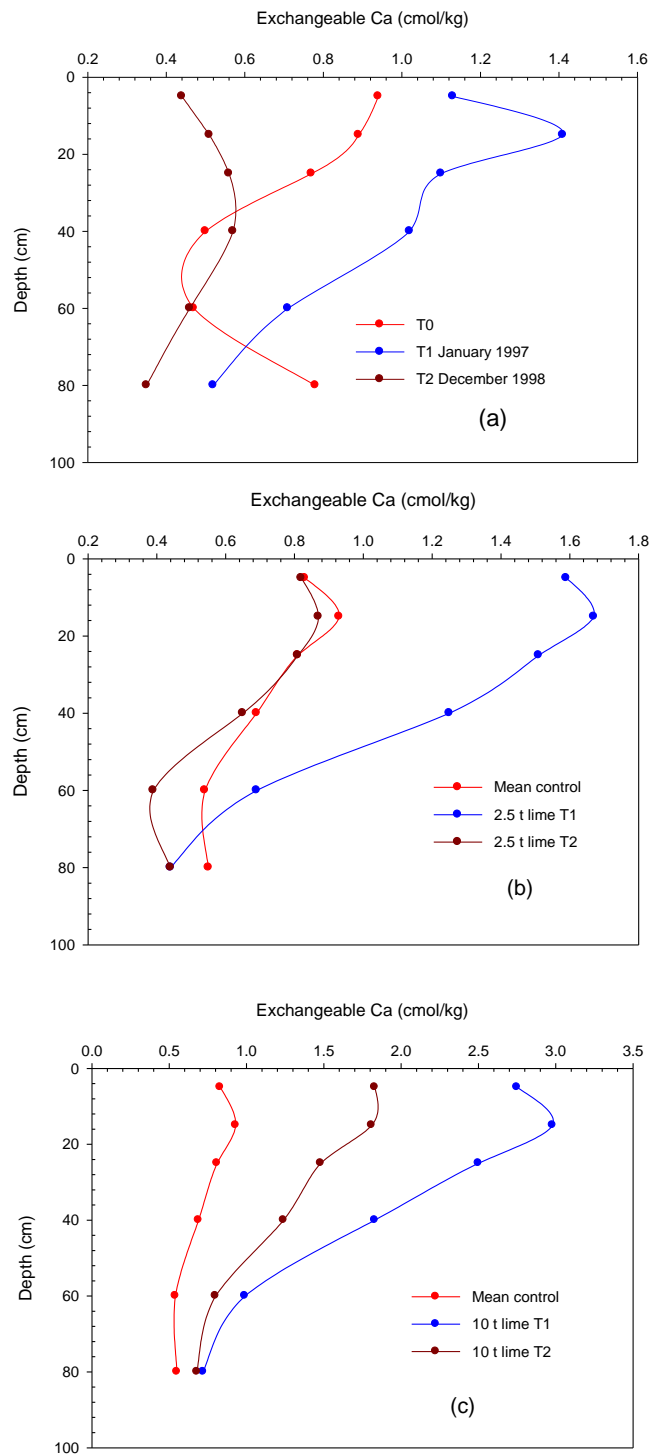 Exchangeable Ca (cmol/kg)
0.2 0.4 0.6 0.8 1.0 1.2 1.4 1.6
0
20
40
60
80
100
Depth (cm)
T0
T1 January 1997
T2 December 1998
(a)
Exchangeable Ca (cmol/kg)
0.2 0.4 0.6 0.8 1.0 1.2 1.4 1.6 1.8
0
20
40
60
80
100
Depth (cm)
Mean control
2.5 t lime T1
2.5 t lime T2
(b)
Exchangeable Ca (cmol/kg)
0.0 0.5 1.0 1.5 2.0 2.5 3.0 3.5
0
20
40
60
80
100
Depth (cm)
Mean control
10 t lime T1
10 t lime T2
(c)